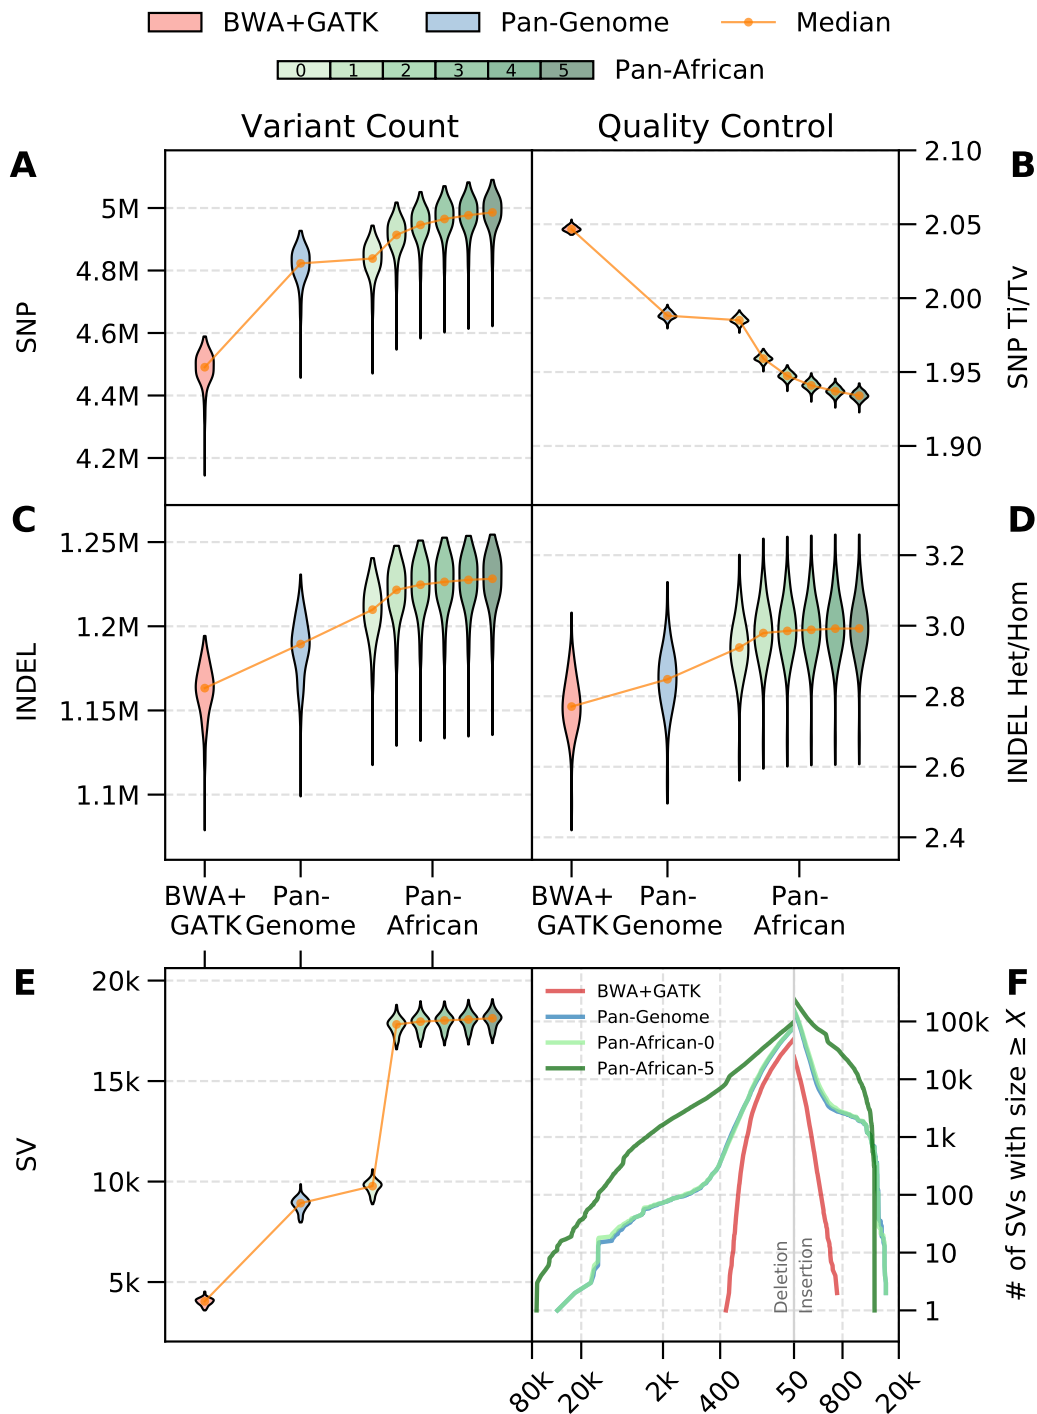 BWA+GATK Pan-Genome Median
0 1 2 3 4 5 Pan-African
Variant Count Quality Control
A B
SNP
5M
4.8M
4.6M
4.4M
4.2M
2.10
2.05
2.00
1.95
1.90
SNP Ti/Tv
C D
INDEL
1.25M
1.2M
1.15M
1.1M
3.2
3.0
2.8
2.6
2.4
INDEL Het/Hom
BWA+ Pan- Pan- BWA+ Pan- Pan-
GATK Genome African GATK Genome African
E F
SV
20k
15k
10k
5k
BWA+GATK
Pan-Genome
Pan-African-0
Pan-African-5
Deletion
Insertion
100k
10k
1k
100
10
1
# of SVs with size ≥ X
80k 20k 2k 400 50 800 20k